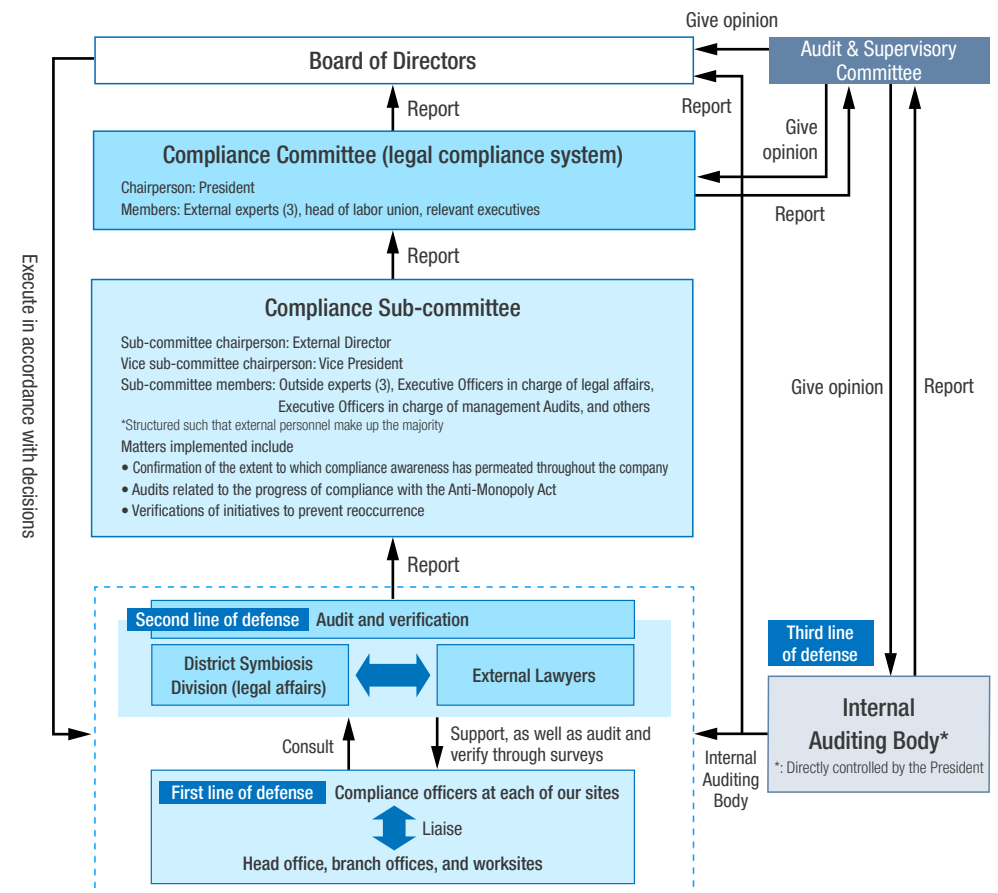 Give opinion
Board of Directors
Audit & Supervisory
Committee
Report
Report
Give
opinion
Compliance Committee (legal compliance system)
Chairperson: President
Members: External experts (3), head of labor union, relevant executives
Report
Report
Execute in accordance with decisions
Compliance Sub-committee
Sub-committee chairperson: External Director
Vice sub-committee chairperson: Vice President
Sub-committee members: Outside experts (3), Executive Officers in charge of legal affairs,
Executive Officers in charge of management Audits, and others
*Structured such that external personnel make up the majority
Matters implemented include
• Confirmation of the extent to which compliance awareness has permeated throughout the company
• Audits related to the progress of compliance with the Anti-Monopoly Act
• Verifications of initiatives to prevent reoccurrence
Give opinion
Report
Report
Second line of defense Audit and verification
District Symbiosis
Division (legal affairs)
External Lawyers
Third line
of defense
Internal
Auditing Body*
*: Directly controlled by the President
Consult
Support, as well as audit and
verify through surveys
Internal
Auditing
Body
First line of defense Compliance officers at each of our sites
Liaise
Head office, branch offices, and worksites